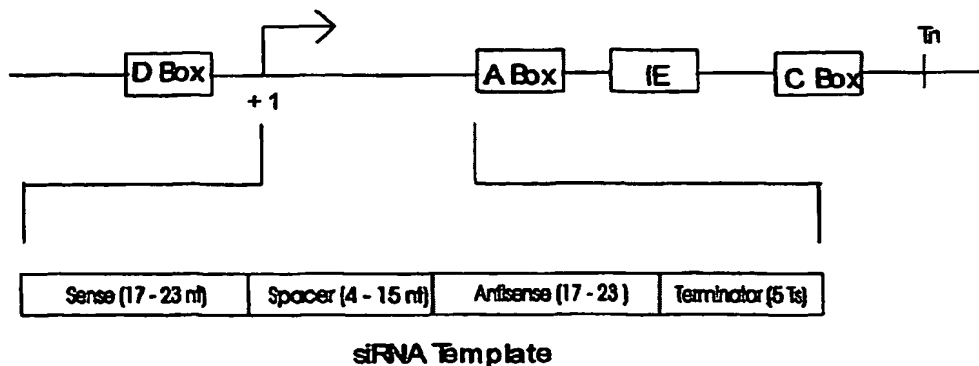 Tn
D Box
A Box
IE
C Box
+ 1
Sense (17 - 23 nt)
Spacer (4 - 15 nt)
Antisense (17 - 23 )
Terminator (5 Ts)
siRNA Template